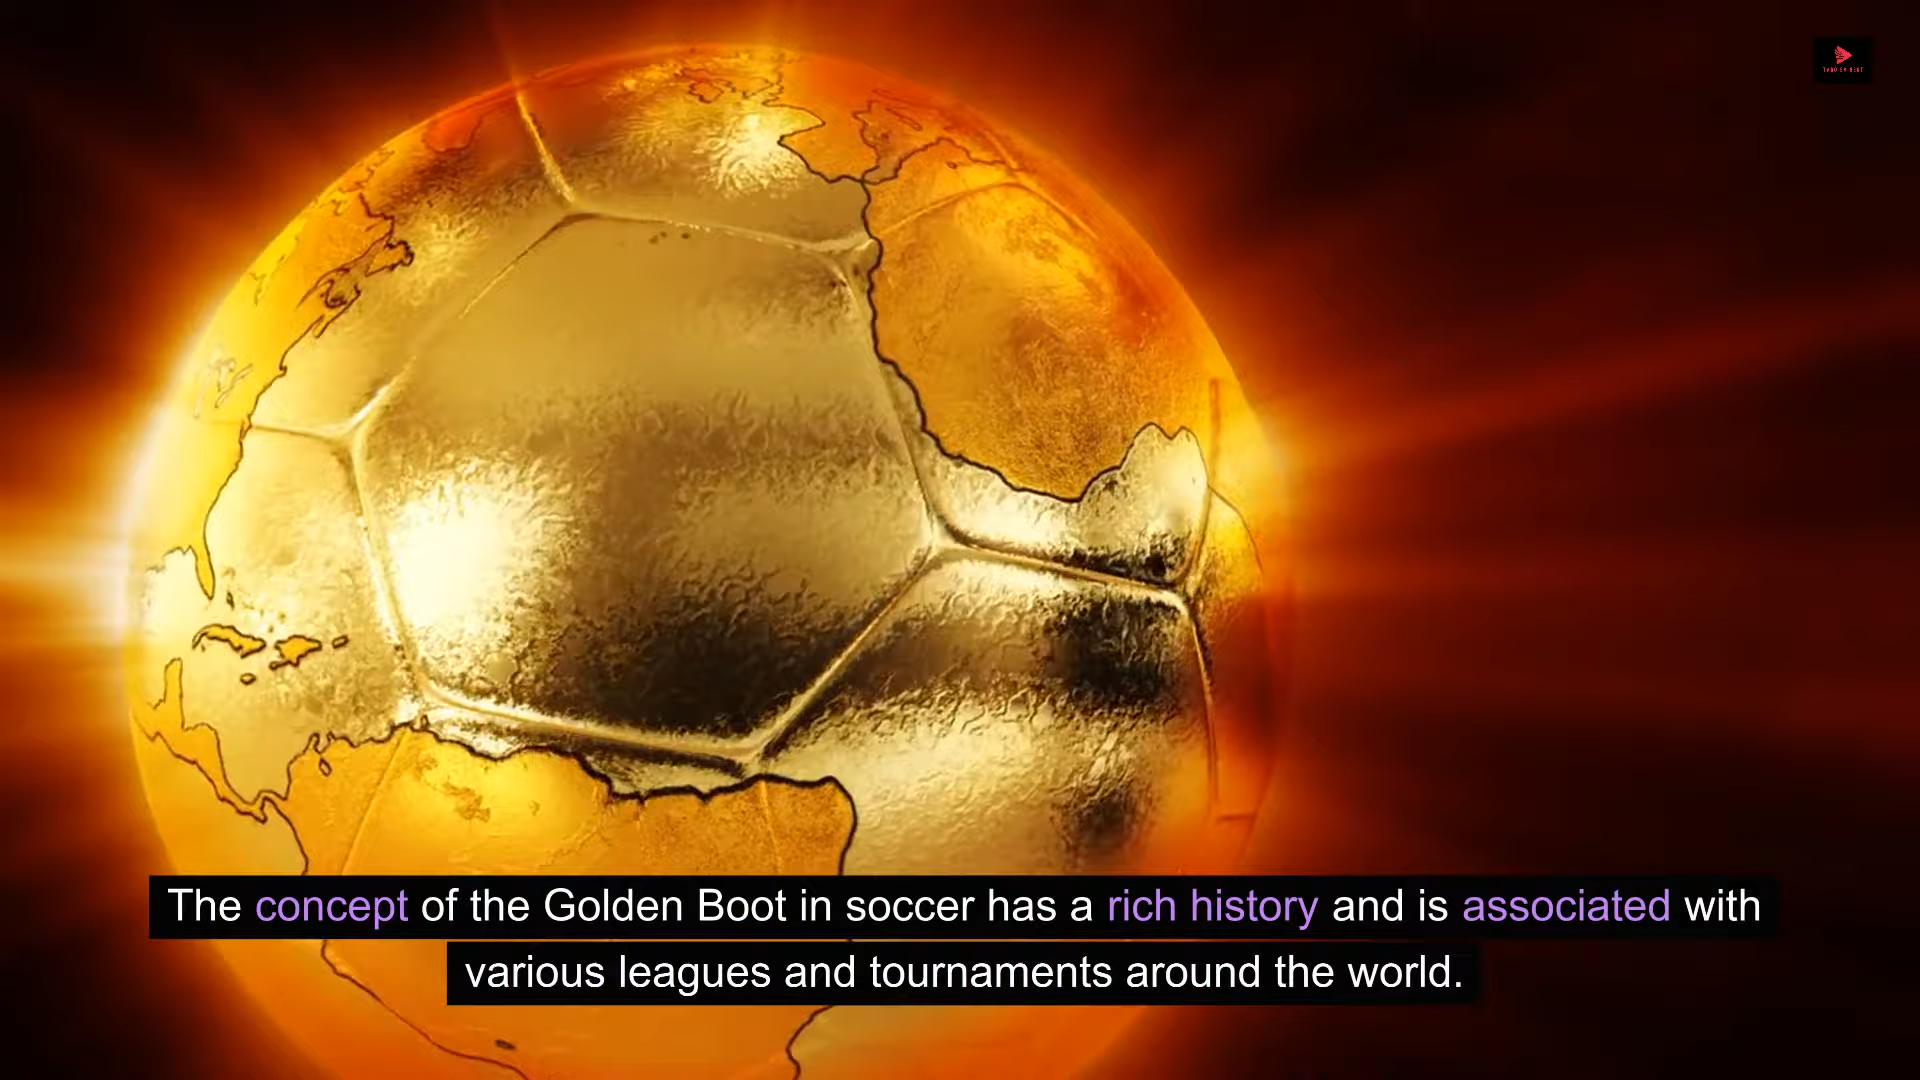 The concept of the Golden Boot in soccer has a rich history and is associated with
various leagues and tournaments around the world.